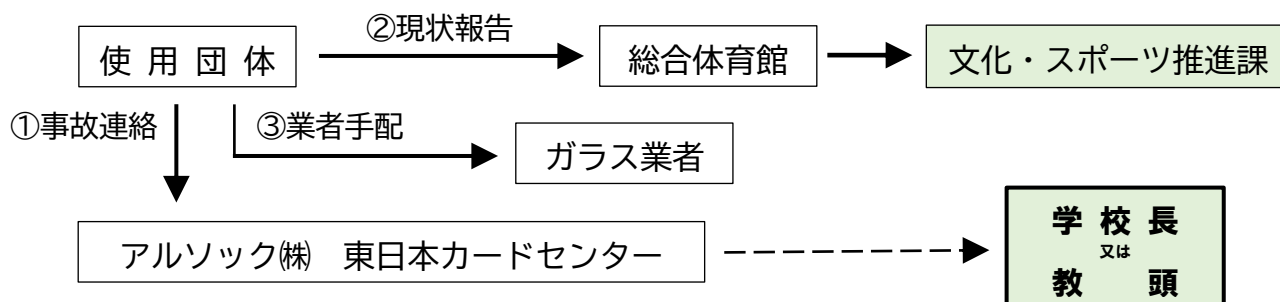 ②現状報告
使用団体
総合体育館
文化・スポーツ推進課
①事故連絡
③業者手配
ガラス業者
アルソック㈱　東日本カードセンター
学校長
又は
教　頭